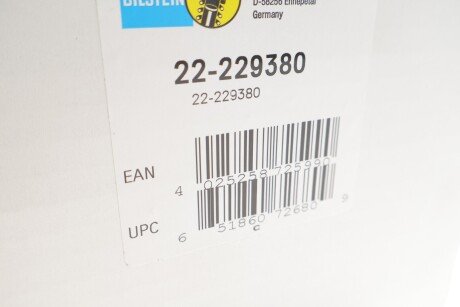 BILSTEIN
D-58256 Ennepetal
Germany
22-229380
22-229380
EAN
4 025258 725990
UPC
6 51860 72680 9
C